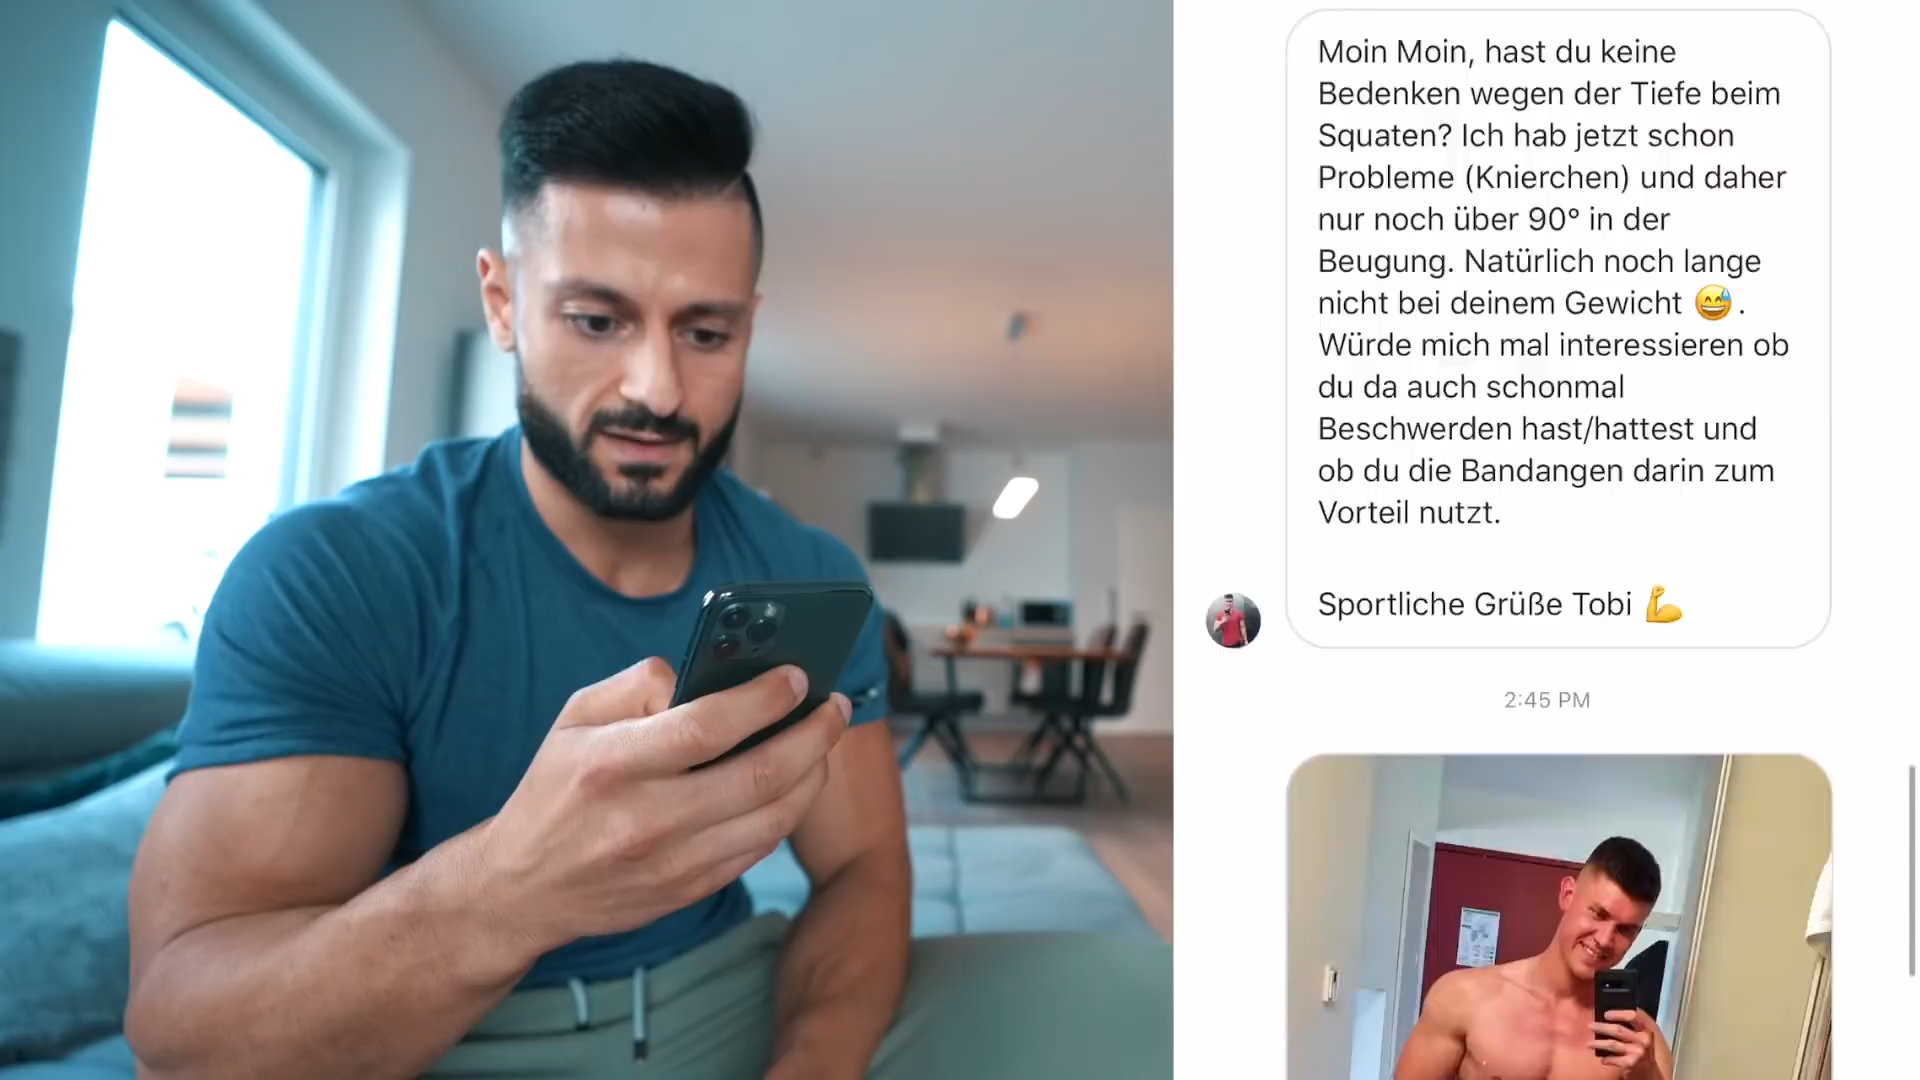 Moin Moin, hast du keine
Bedenken wegen der Tiefe beim
Squaten? Ich hab jetzt schon
Probleme (Knierchen) und daher
nur noch über 90° in der
Beugung. Natürlich noch lange
nicht bei deinem Gewicht 😅.
Würde mich mal interessieren ob
du da auch schonmal
Beschwerden hast/hattest und
ob du die Bandangen darin zum
Vorteil nutzt.
Sportliche Grüße Tobi 💪
2:45 PM